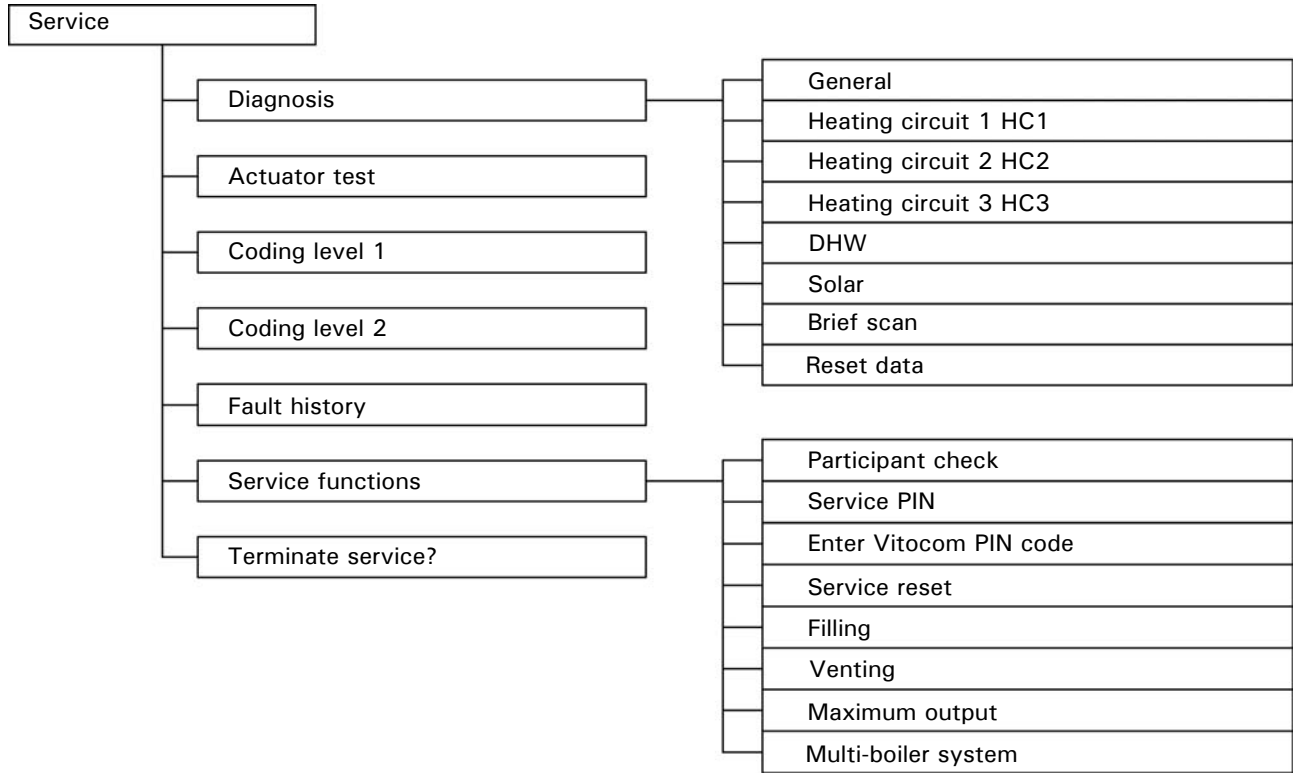 Service
Diagnosis
Actuator test
Coding level 1
Coding level 2
Fault history
Service functions
Terminate service?
General
Heating circuit 1 HC1
Heating circuit 2 HC2
Heating circuit 3 HC3
DHW
Solar
Brief scan
Reset data
Participant check
Service PIN
Enter Vitocom PIN code
Service reset
Filling
Venting
Maximum output
Multi-boiler system